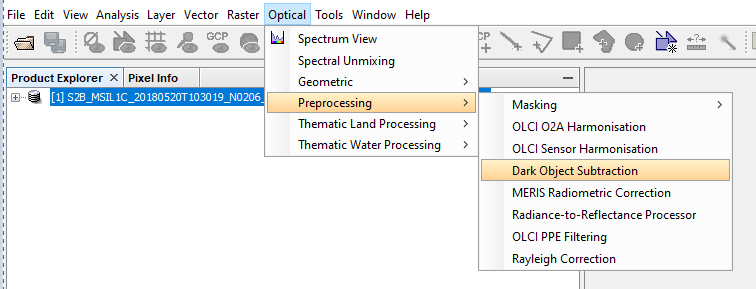 File Edit View Analysis Layer Vector Raster Optical Tools Window Help
GCP
Spectrum View
Spectral Unmixing
Geometric
Preprocessing
Thematic Land Processing
Thematic Water Processing
Product Explorer Pixel Info
[1] S2B_MSIL1C_20180520T103019_N0206_
Masking
OLCI O2A Harmonisation
OLCI Sensor Harmonisation
Dark Object Subtraction
MERIS Radiometric Correction
Radiance-to-Reflectance Processor
OLCI PPE Filtering
Rayleigh Correction